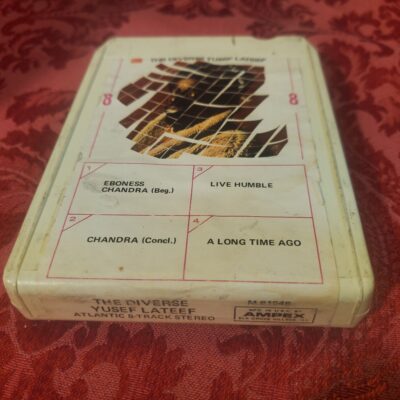 THE DIVERSE YUSEF LATEEF
8 8
1
EBONESS
CHANDRA (Beg.)
3
LIVE HUMBLE
2
CHANDRA (Concl.)
4
A LONG TIME AGO
THE DIVERSE
YUSEF LATEEF
ATLANTIC 8-TRACK STEREO
AMPEX